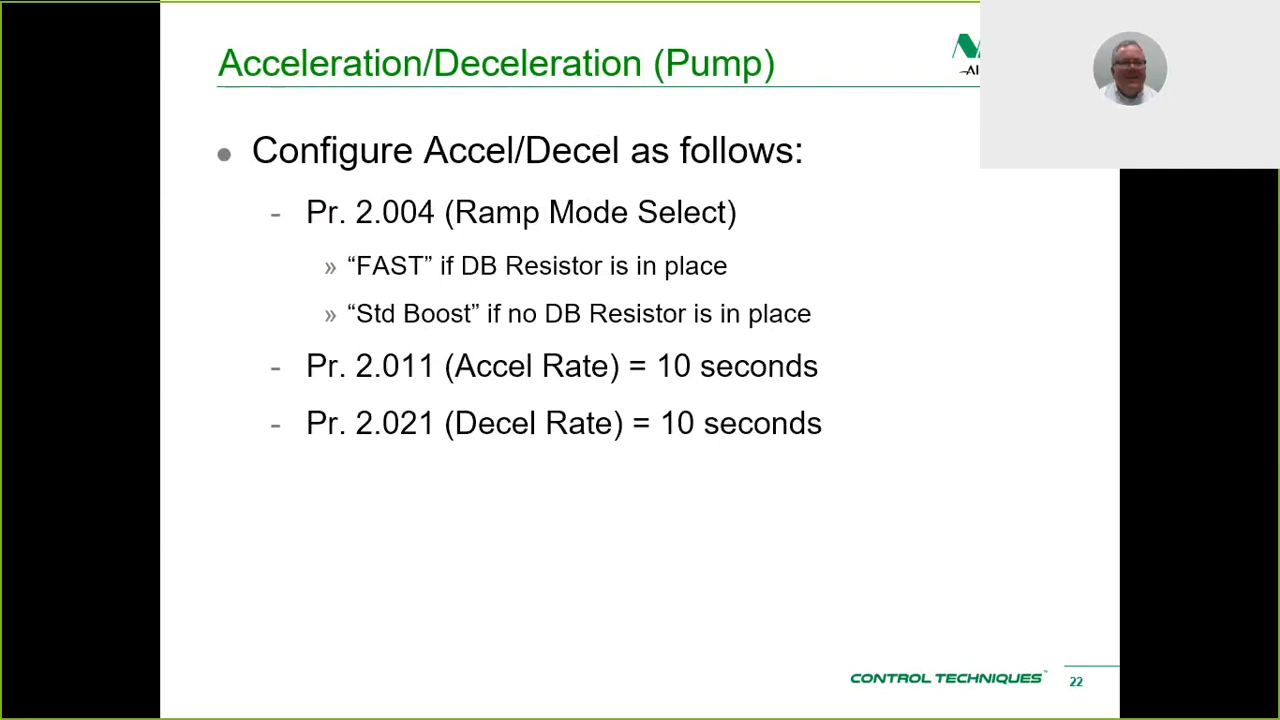 Acceleration/Deceleration (Pump)
Configure Accel/Decel as follows:
- Pr. 2.004 (Ramp Mode Select)
» “FAST” if DB Resistor is in place
» “Std Boost” if no DB Resistor is in place
- Pr. 2.011 (Accel Rate) = 10 seconds
- Pr. 2.021 (Decel Rate) = 10 seconds
CONTROL TECHNIQUES™
22